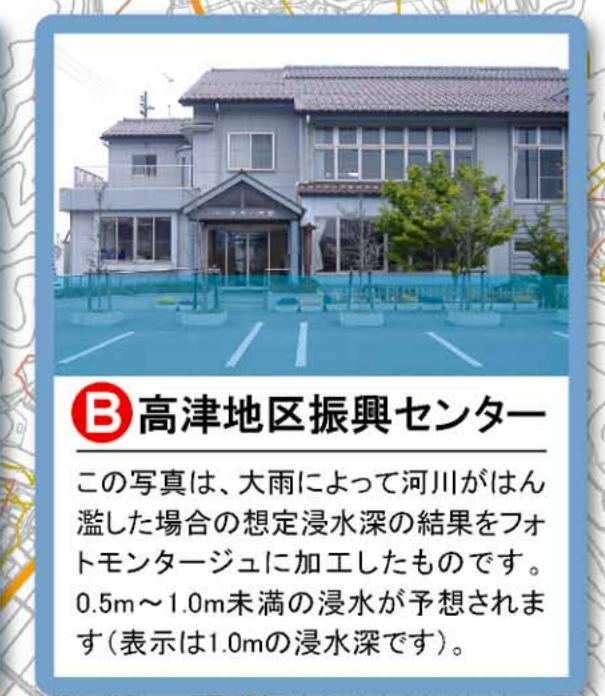 B 高津地区振興センター
この写真は、大雨によって河川がはん
濫した場合の想定浸水深の結果をフォ
トモンタージュに加工したものです。
0.5m～1.0m未満の浸水が予想されま
す（表示は1.0mの浸水深です）。